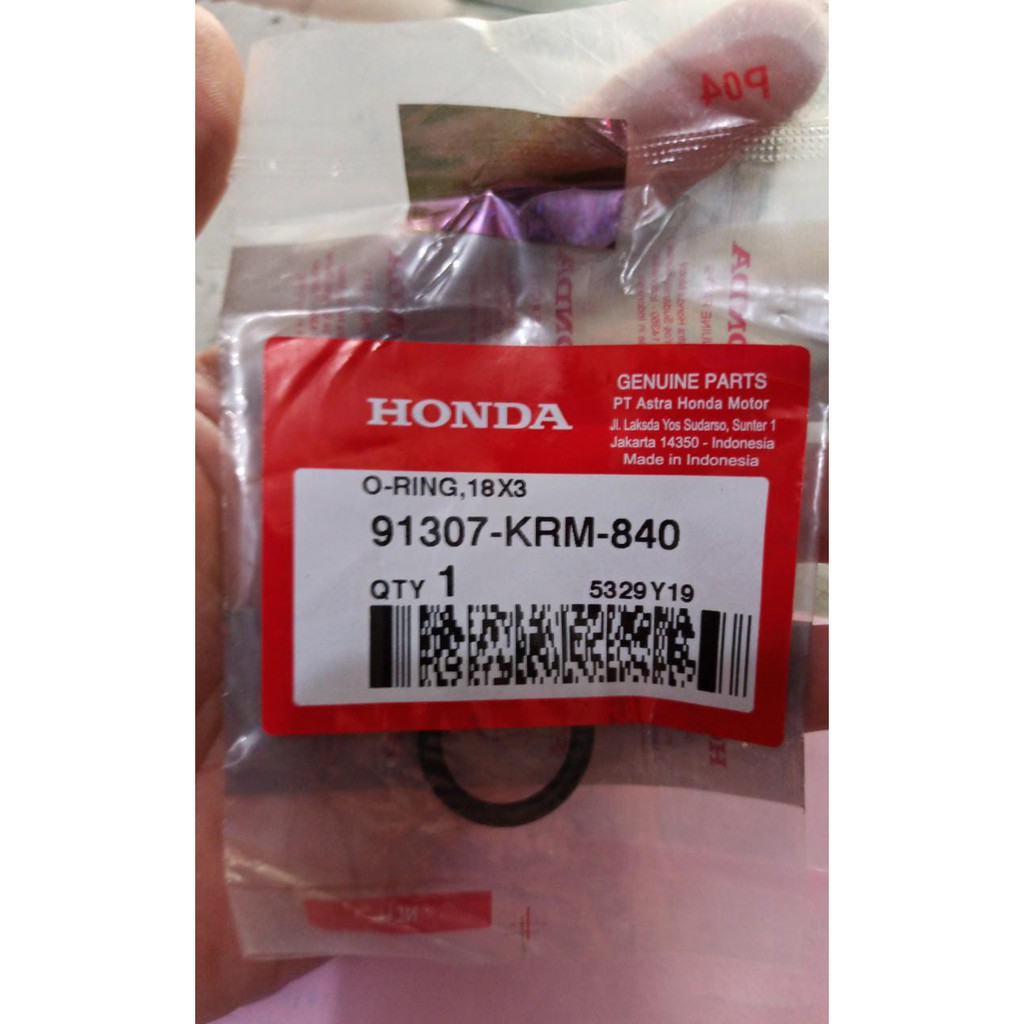 P04
HONDA
GENUINE PARTS
PT Astra Honda Motor
Jl. Laksda Yos Sudarso, Sunter 1
Jakarta 14350 - Indonesia
Made in Indonesia
O-RING,18X3
91307-KRM-840
QTY 1
5329Y19
HONDA